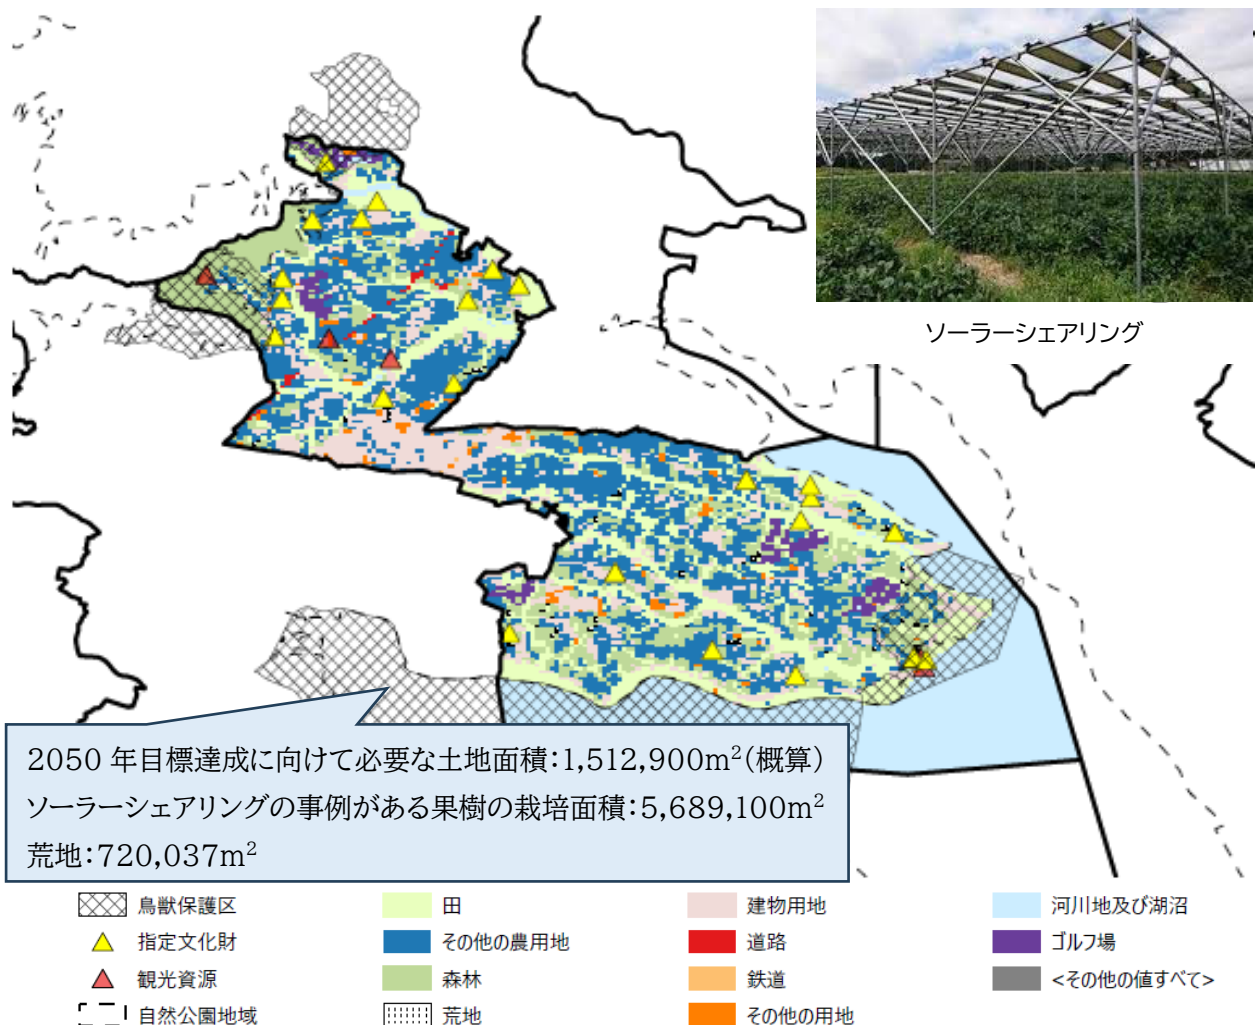 ソーラーシェアリング
2050 年目標達成に向けて必要な土地面積：1,512,900m²（概算）
ソーラーシェアリングの事例がある果樹の栽培面積：5,689,100m²
荒地：720,037m²
鳥獣保護区
田
建物用地
河川地及び湖沼
指定文化財
その他の農用地
道路
ゴルフ場
観光資源
森林
鉄道
<その他の値すべて>
自然公園地域
荒地
その他の用地